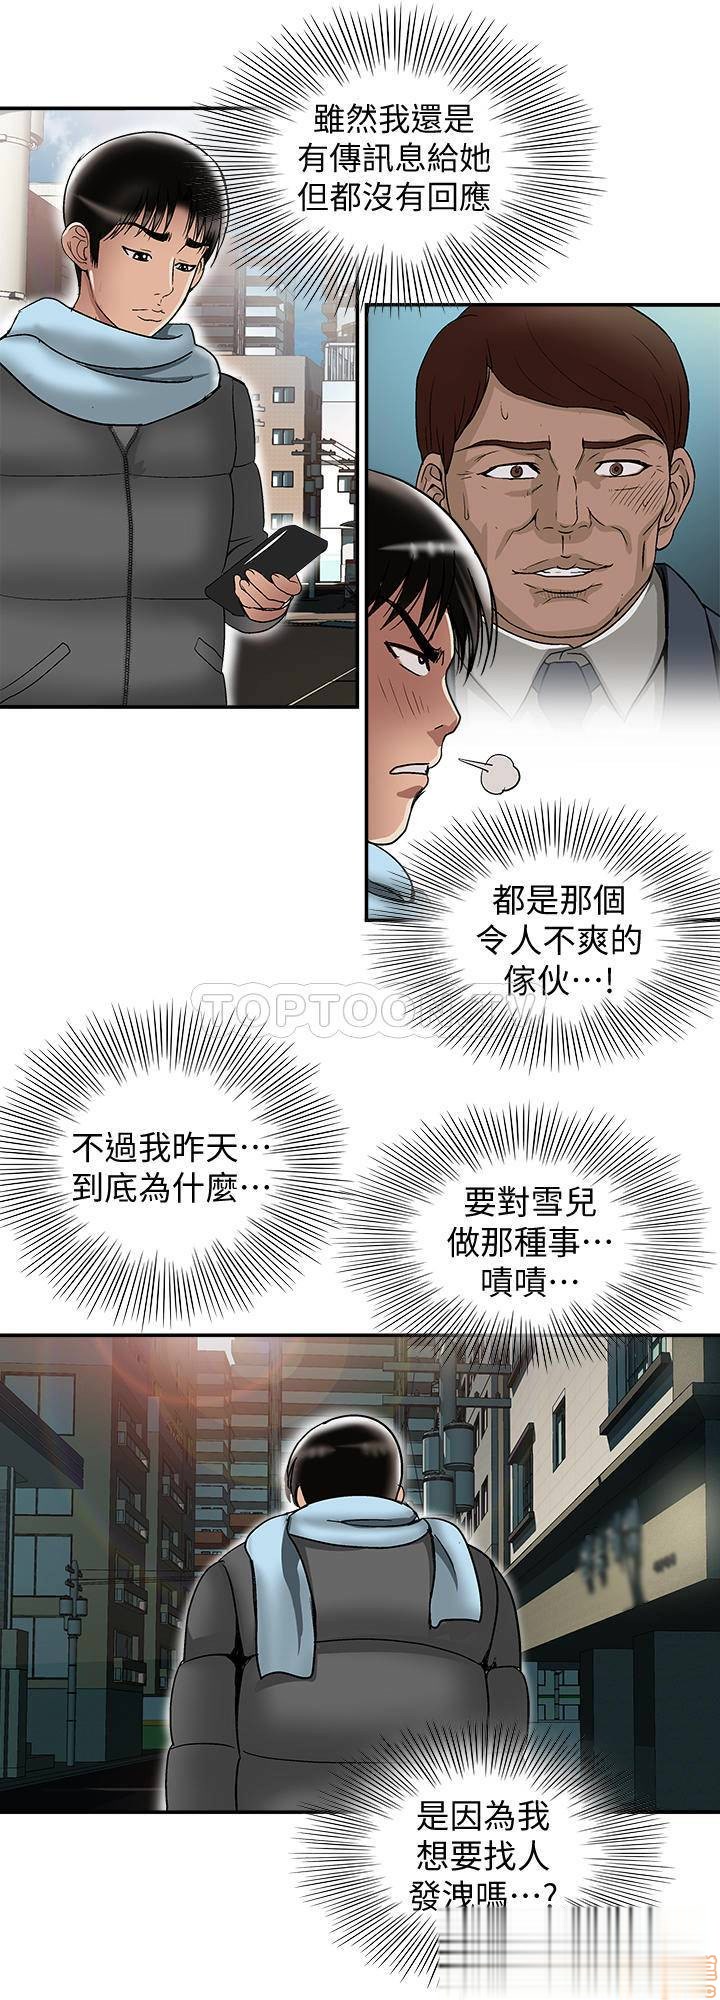 雖然我還是
有傳訊息給她
但都沒有回應
都是那個
令人不爽的
傢伙⋯!
TOPTOON.TV
不過我昨天⋯
到底為什麼⋯
要對雪兒
做那種事⋯
嘖嘖⋯
是因為我
想要找人
發洩嗎⋯?